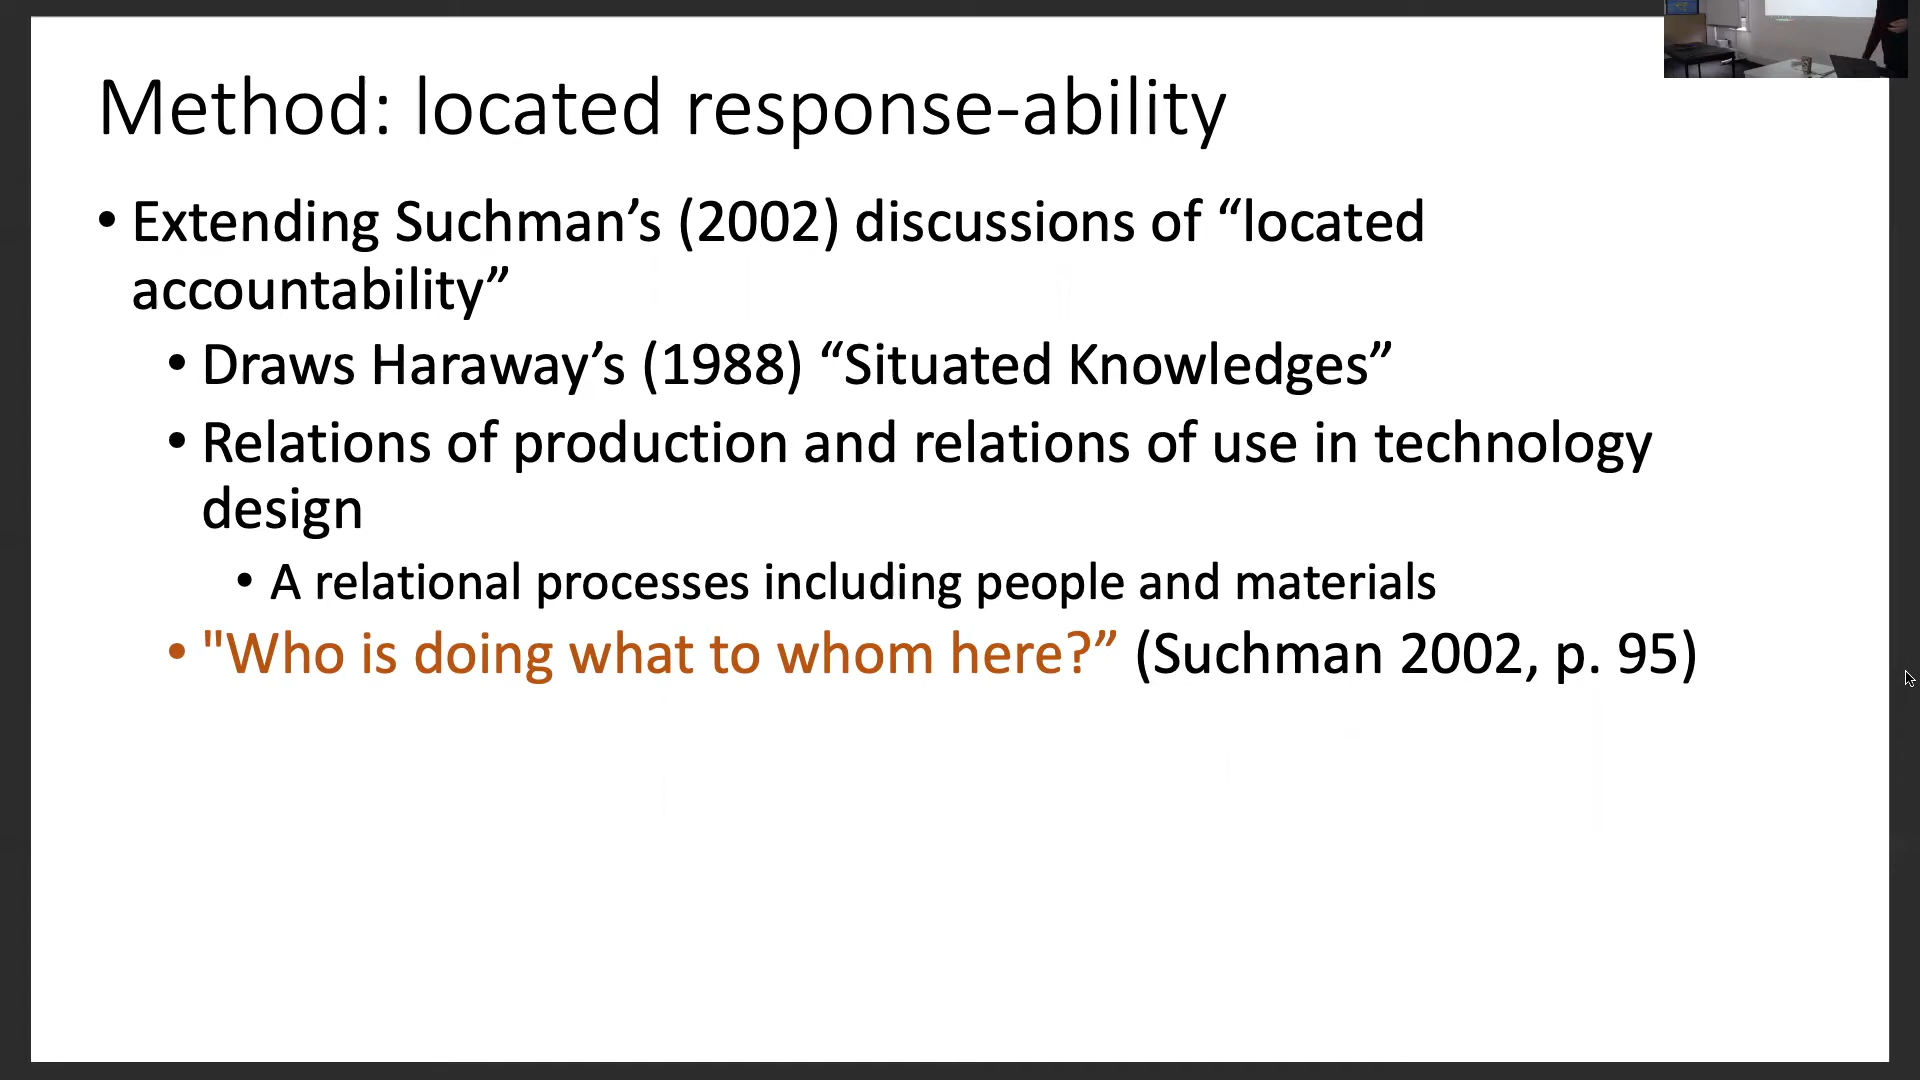 Method: located response-ability
• Extending Suchman’s (2002) discussions of “located
accountability”
• Draws Haraway’s (1988) “Situated Knowledges”
• Relations of production and relations of use in technology
design
• A relational processes including people and materials
• "Who is doing what to whom here?” (Suchman 2002, p. 95)